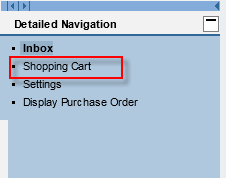 Detailed Navigation
Inbox
Shopping Cart
Settings
Display Purchase Order